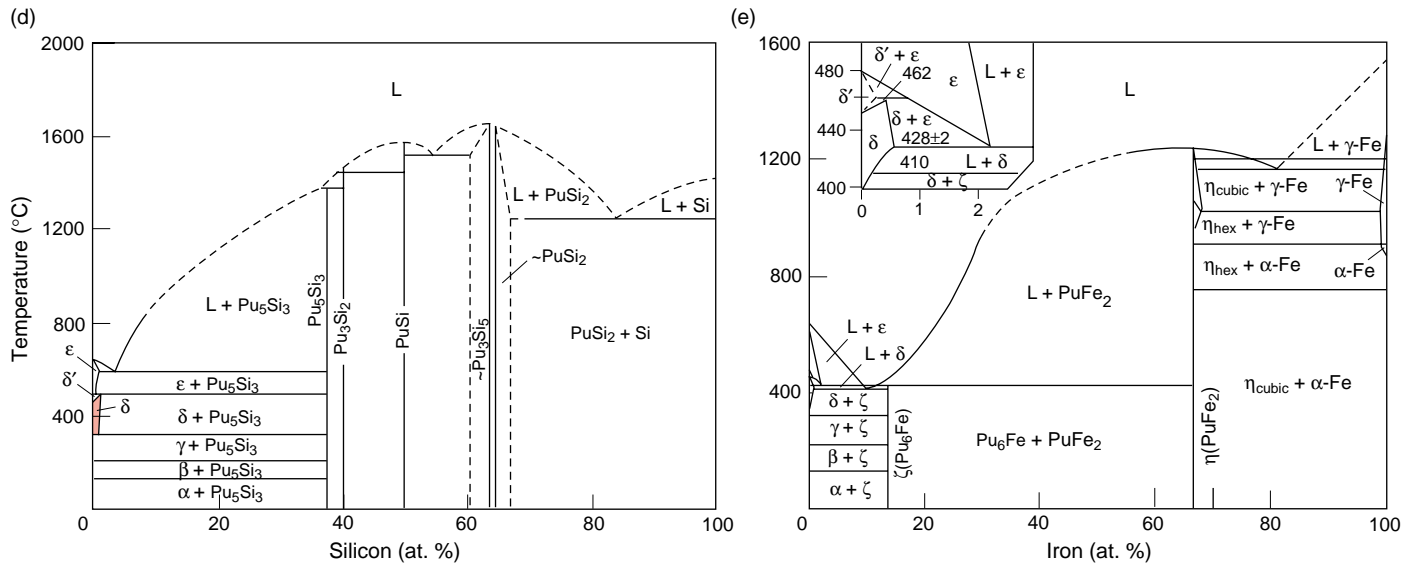 (d)
2000
1600
1200
800
400
0
Temperature (°C)
L
L + Pu5Si3
Pu5Si3
Pu3Si2
PuSi
~Pu3Si5
L + PuSi2
L + Si
~PuSi2
PuSi2 + Si
ε
δ′
δ
ε + Pu5Si3
δ + Pu5Si3
γ + Pu5Si3
β + Pu5Si3
α + Pu5Si3
0 20 40 60 80 100
Silicon (at. %)
(e)
1600
1200
800
400
0
480
440
400
δ′ + ε
462
δ′
ε
L + ε
δ + ε
428±2
δ
410
L + δ
δ + ζ
0 1 2
L
L + γ-Fe
ηcubic + γ-Fe
γ-Fe
ηhex + γ-Fe
ηhex + α-Fe
α-Fe
L + PuFe2
L + ε
L + δ
δ + ζ
γ + ζ
β + ζ
α + ζ
ζ(Pu6Fe)
Pu6Fe + PuFe2
η(PuFe2)
ηcubic + α-Fe
0 20 40 60 80 100
Iron (at. %)